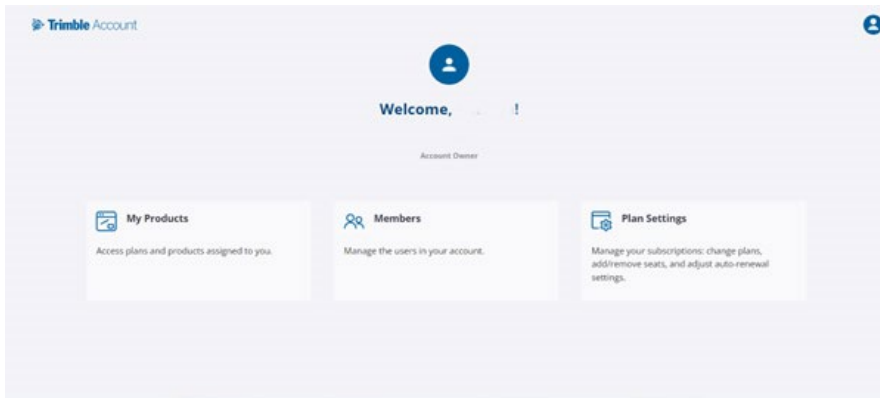 Trimble Account
Welcome, !
Account Owner
My Products
Access plans and products assigned to you.
Members
Manage the users in your account.
Plan Settings
Manage your subscriptions: change plans,
add/remove seats, and adjust auto-renewal
settings.